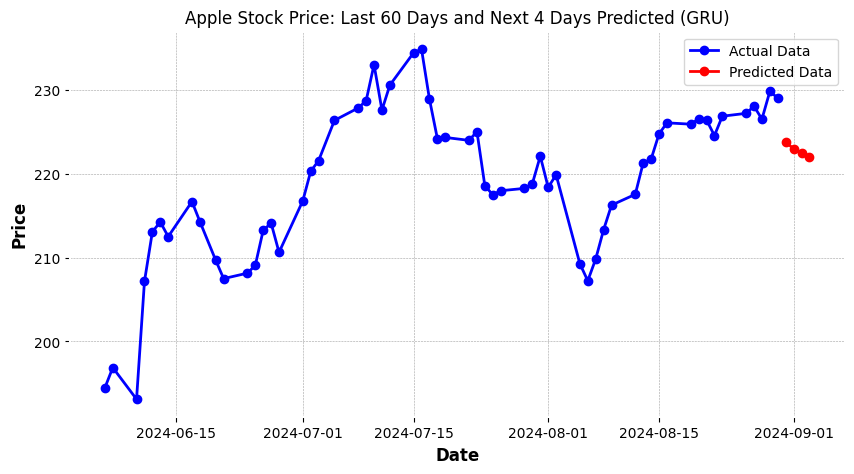 Apple Stock Price: Last 60 Days and Next 4 Days Predicted (GRU)
Actual Data
Predicted Data
230
220
210
200
Price
2024-06-15
2024-07-01
2024-07-15
2024-08-01
2024-08-15
2024-09-01
Date